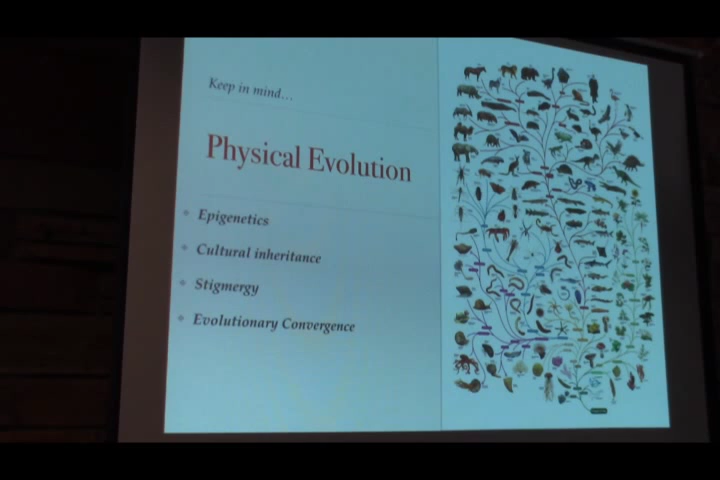 Keep in mind...
Physical Evolution
Epigenetics
Cultural inheritance
Stigmergy
Evolutionary Convergence